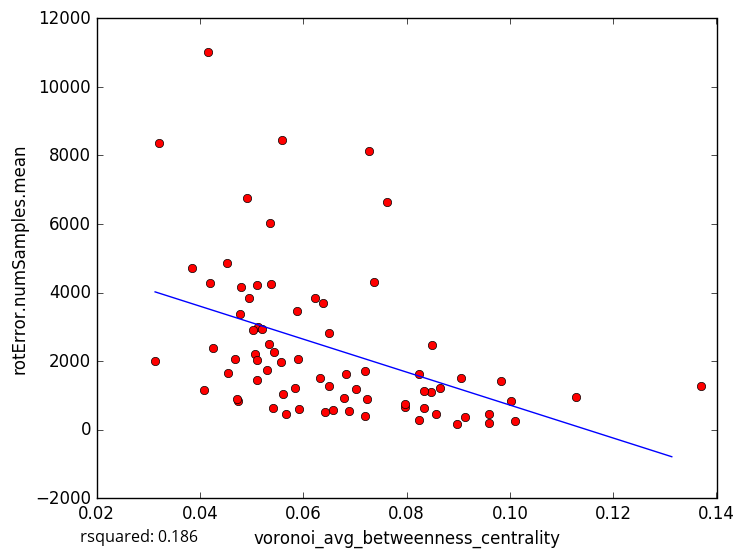 12000
10000
8000
6000
4000
2000
0
−2000
rotError.numSamples.mean
0.02 0.04 0.06 0.08 0.10 0.12 0.14
rsquared: 0.186
voronoi_avg_betweenness_centrality